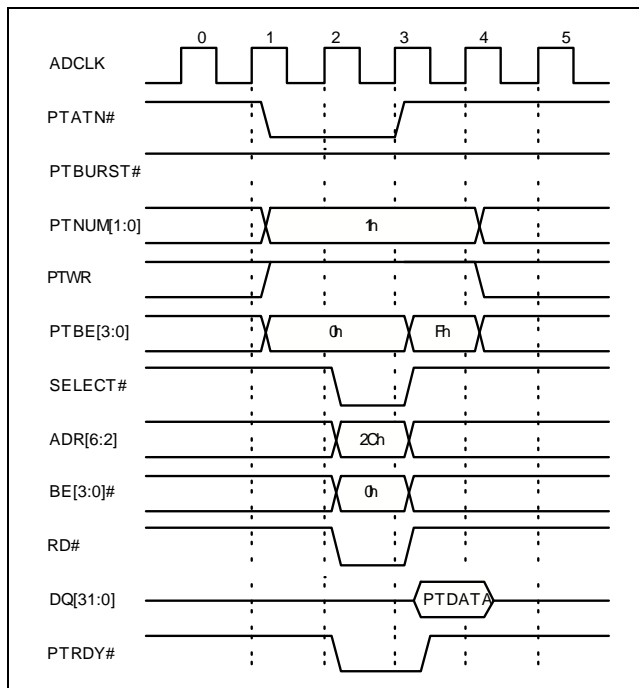 0 1 2 3 4 5
ADCLK
PTATN#
PTBURST#
PTNUM[1:0] 1h
PTWR
PTBE[3:0] 0h Fh
SELECT#
ADR[6:2] 2Ch
BE[3:0]# 0h
RD#
DQ[31:0] PTDATA
PTRDY#